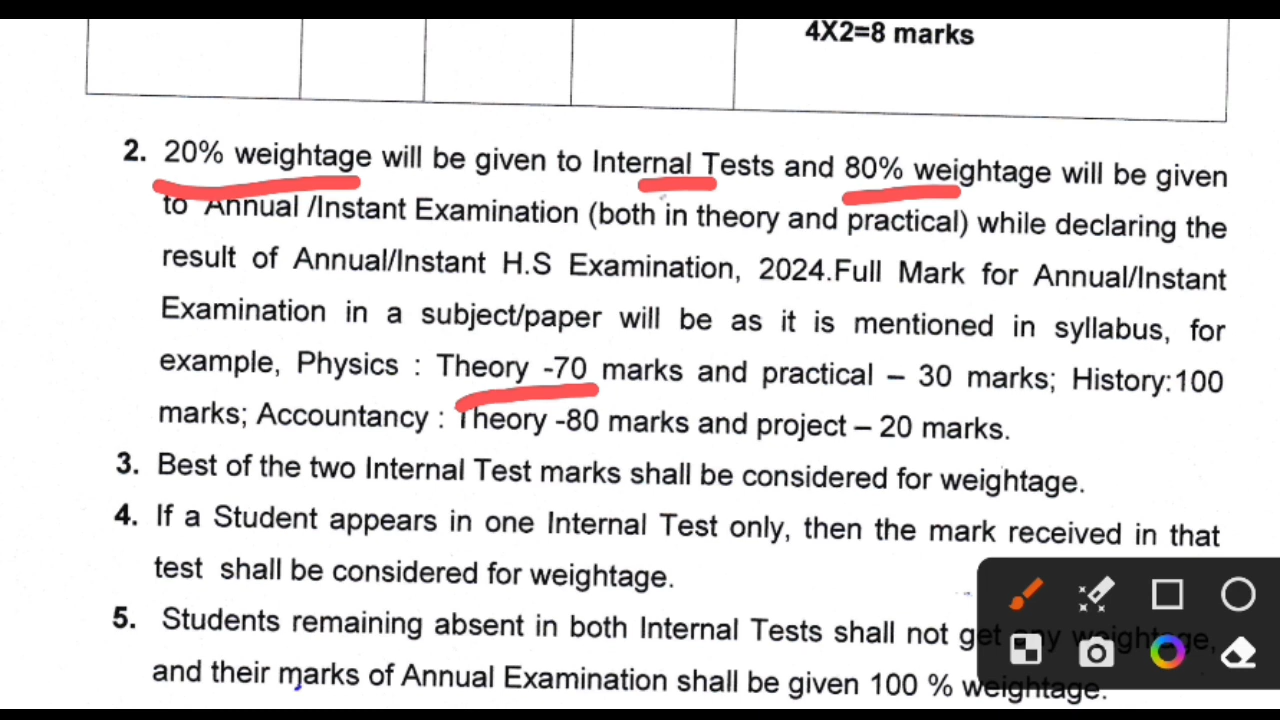 4X2=8 marks
2. 20% weightage will be given to Internal Tests and 80% weightage will be given
to Annual /Instant Examination (both in theory and practical) while declaring the
result of Annual/Instant H.S Examination, 2024.Full Mark for Annual/Instant
Examination in a subject/paper will be as it is mentioned in syllabus, for
example, Physics : Theory -70 marks and practical – 30 marks; History:100
marks; Accountancy : Theory -80 marks and project – 20 marks.
3. Best of the two Internal Test marks shall be considered for weightage.
4. If a Student appears in one Internal Test only, then the mark received in that
test shall be considered for weightage.
5. Students remaining absent in both Internal Tests shall not get any weightage,
and their marks of Annual Examination shall be given 100 % weightage.